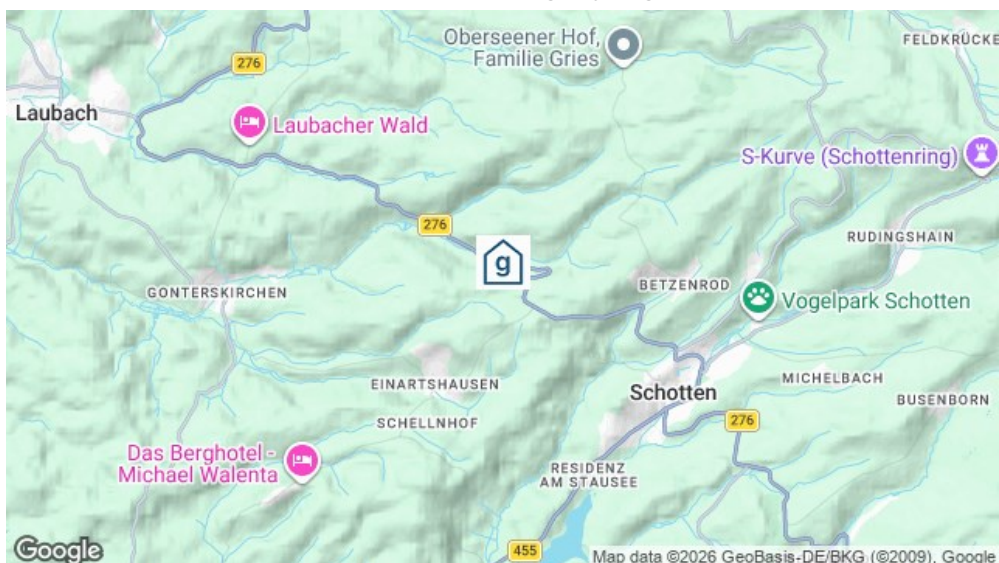 Oberseener Hof,
Familie Gries
FELDKRÜCKE
276
Laubach
Laubacher Wald
S-Kurve (Schottenring)
276
RUDINGSHAIN
g
BETZENROD
GONTERSKIRCHEN
Vogelpark Schotten
EINARTSHAUSEN
MICHELBACH
Schotten
BUSENBORN
SCHELLNHOF
276
Das Berghotel -
Michael Walenta
RESIDENZ
AM STAUSEE
455
Google
Map data ©2026 GeoBasis-DE/BKG (©2009), Google